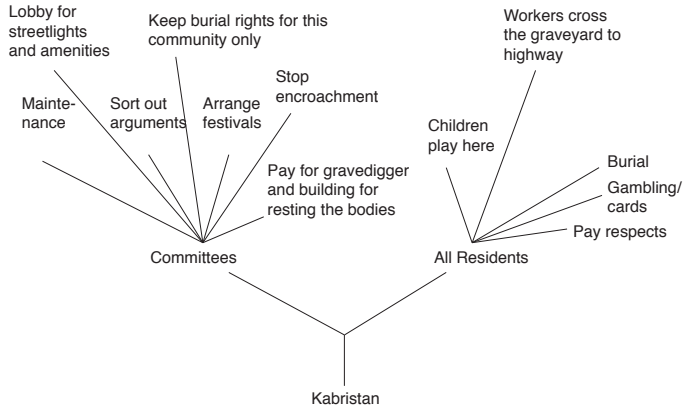 Lobby for
streetlights
and amenities
Keep burial rights for this
community only
Workers cross
the graveyard to
highway
Mainte-
nance
Sort out
arguments
Arrange
festivals
Stop
encroachment
Children
play here
Pay for gravedigger
and building for
resting the bodies
Burial
Gambling/
cards
Pay respects
Committees
All Residents
Kabristan